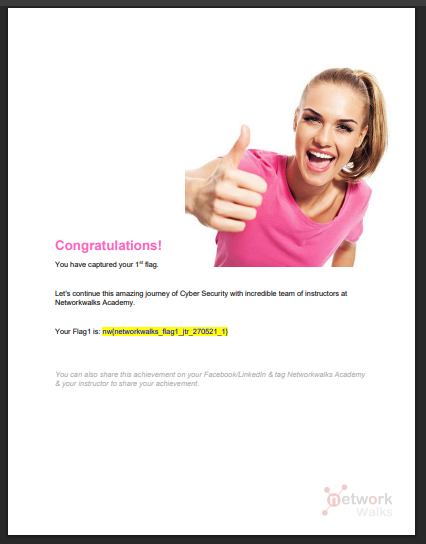 Congratulations!
You have captured your 1st flag.
Let's continue this amazing journey of Cyber Security with incredible team of instructors at
Networkwalks Academy.
Your Flag1 is: nw{networkwalks_flag1_jtr_270521_1}
You can also share this achievement on your Facebook/LinkedIn & tag Networkwalks Academy
& your instructor to share your achievement.
network
Walks